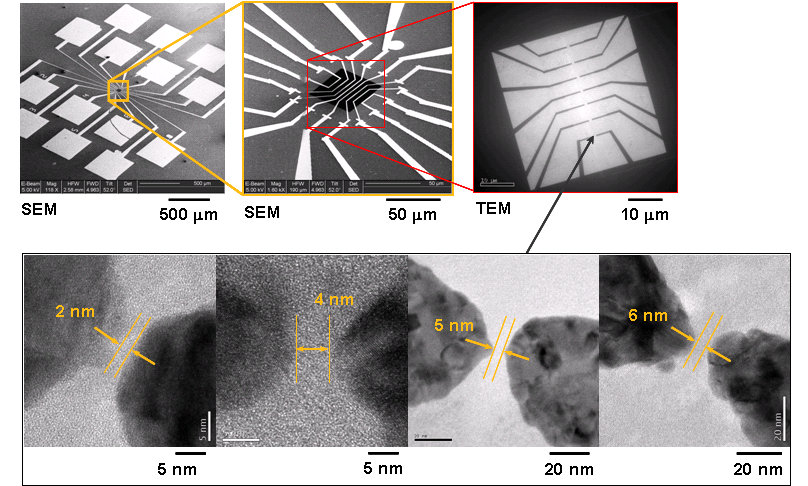 E-Beam Mag HFW FWD Tilt Det
5.00 kV 118 X 2.58 mm 4.963 52.0° SED
500 µm
E-Beam Mag HFW FWD Tilt Det
5.00 kV 1.60 kX 190 µm 4.963 52.0° SED
50 µm
SEM
500 µm
SEM
50 µm
TEM
10 µm
2 nm
4 nm
5 nm
6 nm
5 nm
20 nm
5 nm
5 nm
20 nm
20 nm